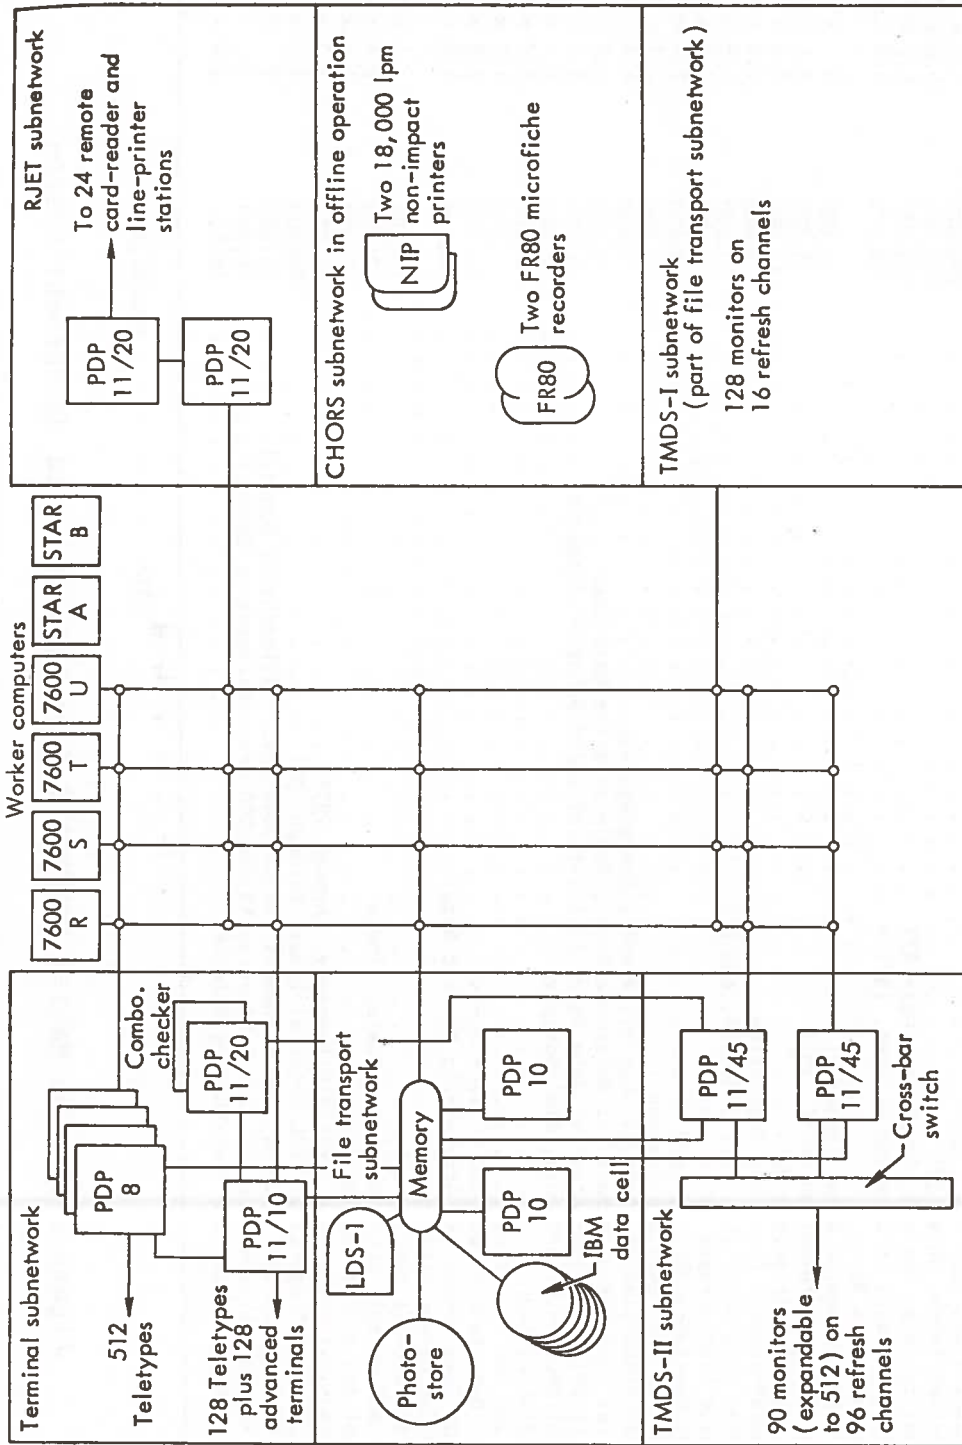 Terminal subnetwork
512
Teletypes
PDP
8
Combo.
checker
PDP
11/20
128 Teletypes
plus 128
advanced
terminals
PDP
11/10
File transport
subnetwork
LDS-1
Memory
Photo-
store
IBM
data cell
PDP
10
PDP
10
TMDS-II subnetwork
90 monitors
(expandable
to 512) on
96 refresh
channels
PDP
11/45
PDP
11/45
Cross-bar
switch
Worker computers
7600
R
7600
S
7600
T
7600
U
STAR
A
STAR
B
RJET subnetwork
PDP
11/20
PDP
11/20
To 24 remote
card-reader and
line-printer
stations
CHORS subnetwork in offline operation
NIP
Two 18,000 lpm
non-impact
printers
FR80
Two FR80 microfiche
recorders
TMDS-I subnetwork
(part of file transport subnetwork)
128 monitors on
16 refresh channels